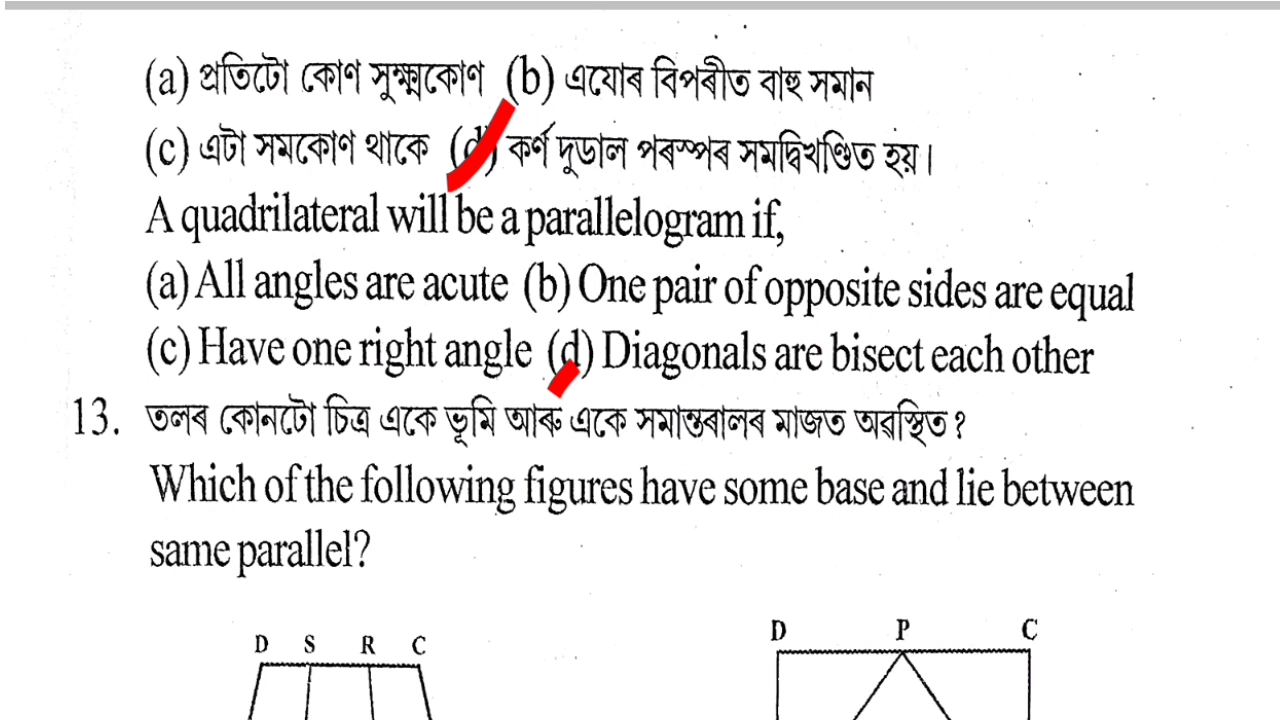 (a) প্ৰতিটো কোণ সুক্ষ্মকোণ (b) এযোৰ বিপৰীত বাহু সমান
(c) এটা সমকোণ থাকে (d) কৰ্ণ দুডাল পৰস্পৰ সমদ্বিখণ্ডিত হয়।
A quadrilateral will be a parallelogram if,
(a) All angles are acute (b) One pair of opposite sides are equal
(c) Have one right angle (d) Diagonals are bisect each other
13. তলৰ কোনটো চিত্ৰ একে ভূমি আৰু একে সমান্তৰালৰ মাজত অৱস্থিত?
Which of the following figures have some base and lie between
same parallel?
D S R C D P C